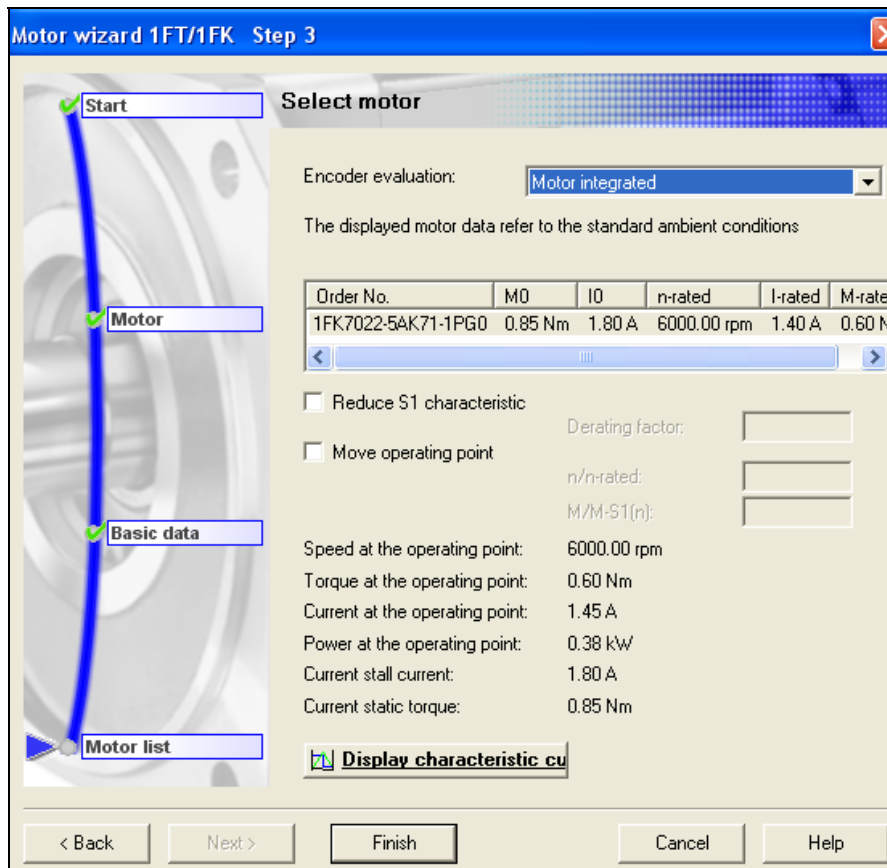 Motor wizard 1FT/1FK Step 3
Start
Motor
Basic data
Motor list
Select motor
Encoder evaluation: Motor integrated
The displayed motor data refer to the standard ambient conditions
Order No. M0 I0 n-rated I-rated M-rate
1FK7022-5AK71-1PG0 0.85 Nm 1.80 A 6000.00 rpm 1.40 A 0.60 N
Reduce S1 characteristic
Derating factor:
Move operating point
n/n-rated:
M/M-S1(n):
Speed at the operating point: 6000.00 rpm
Torque at the operating point: 0.60 Nm
Current at the operating point: 1.45 A
Power at the operating point: 0.38 kW
Current stall current: 1.80 A
Current static torque: 0.85 Nm
Display characteristic cu
< Back Next > Finish Cancel Help